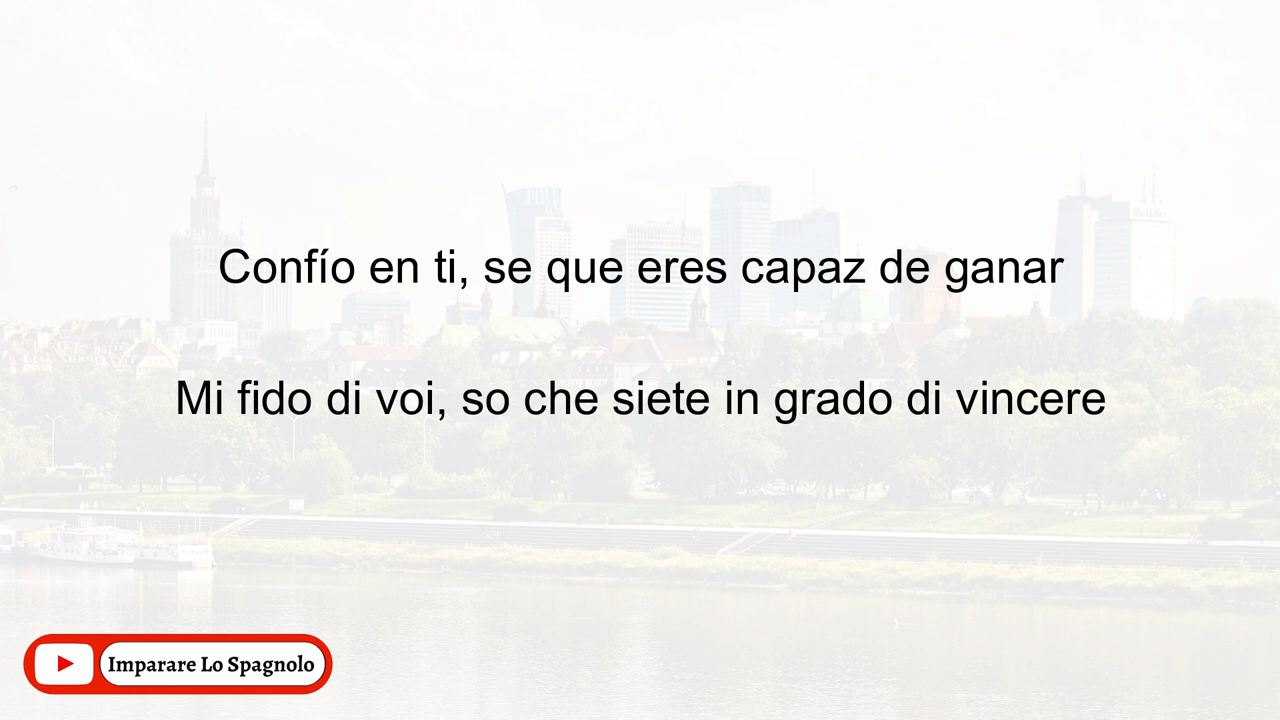 Confío en ti, se que eres capaz de ganar
Mi fido di voi, so che siete in grado di vincere
Imparare Lo Spagnolo